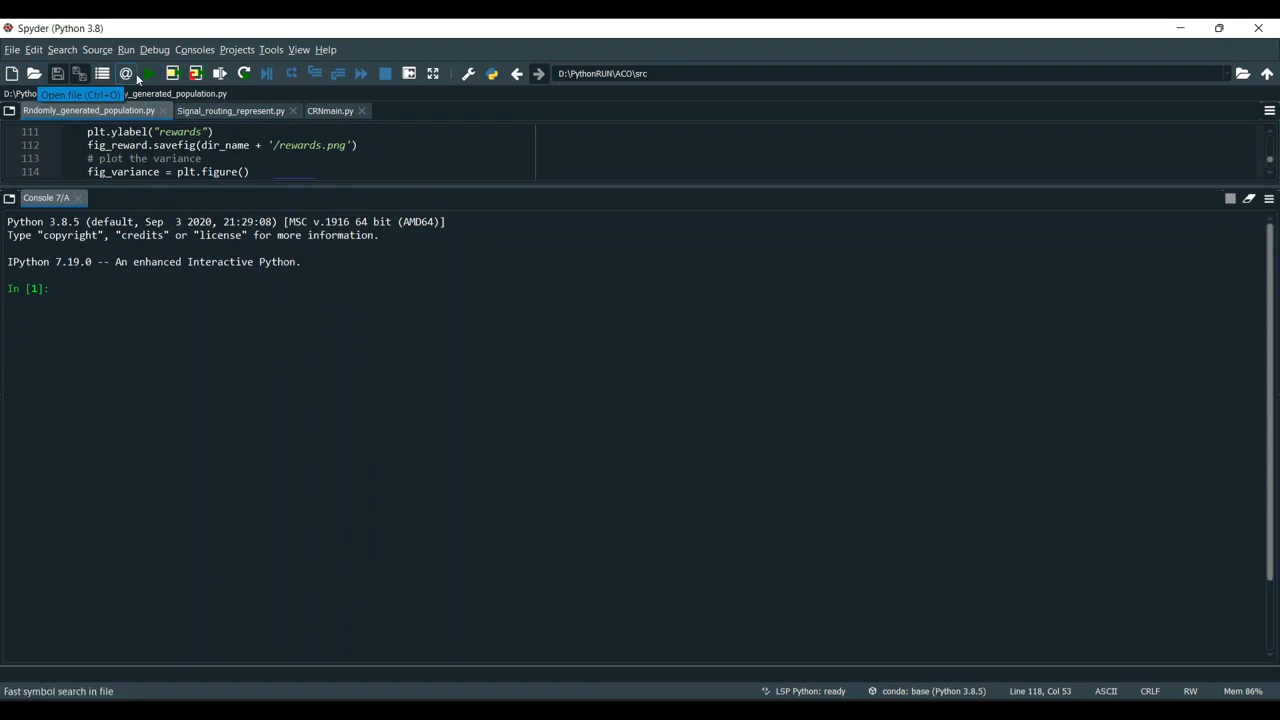 Spyder (Python 3.8)
File Edit Search Source Run Debug Consoles Projects Tools View Help
D:\PythonRUN\ACO\src
D:\Pytho
y_generated_population.py
Open file (Ctrl+O)
Rndomly_generated_population.py Signal_routing_represent.py CRNmain.py
111 plt.ylabel("rewards")
112 fig_reward.savefig(dir_name + '/rewards.png')
113 # plot the variance
114 fig_variance = plt.figure()
Console 7/A
Python 3.8.5 (default, Sep 3 2020, 21:29:08) [MSC v.1916 64 bit (AMD64)]
Type "copyright", "credits" or "license" for more information.
IPython 7.19.0 -- An enhanced Interactive Python.
In [1]:
Fast symbol search in file LSP Python: ready conda: base (Python 3.8.5) Line 118, Col 53 ASCII CRLF RW Mem 86%